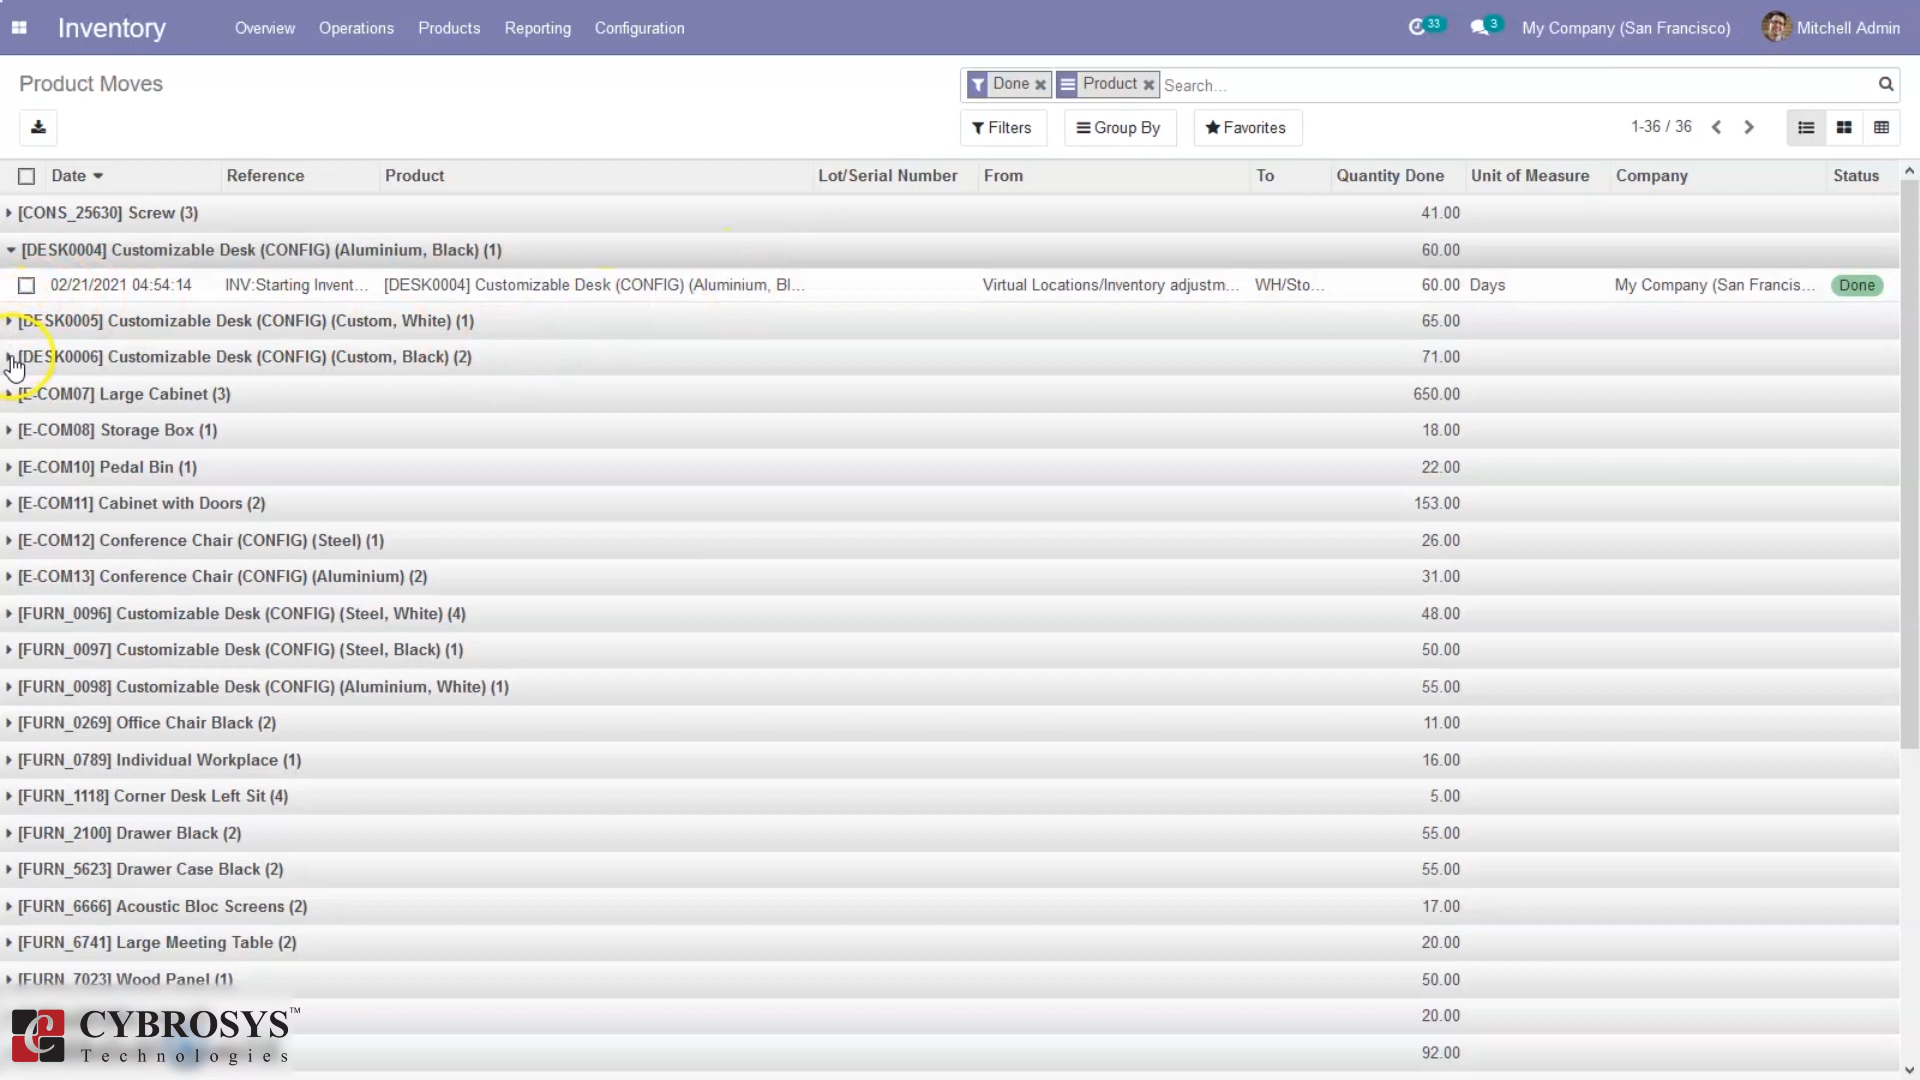 Inventory Overview Operations Products Reporting Configuration 33 3 My Company (San Francisco) Mitchell Admin
Product Moves
Done Product Search...
Filters Group By Favorites 1-36 / 36
Date Reference Product Lot/Serial Number From To Quantity Done Unit of Measure Company Status
[CONS_25630] Screw (3) 41.00
[DESK0004] Customizable Desk (CONFIG) (Aluminium, Black) (1) 60.00
02/21/2021 04:54:14 INV:Starting Invent... [DESK0004] Customizable Desk (CONFIG) (Aluminium, Bl... Virtual Locations/Inventory adjustm... WH/Sto... 60.00 Days My Company (San Francis... Done
[DESK0005] Customizable Desk (CONFIG) (Custom, White) (1) 65.00
[DESK0006] Customizable Desk (CONFIG) (Custom, Black) (2) 71.00
[E-COM07] Large Cabinet (3) 650.00
[E-COM08] Storage Box (1) 18.00
[E-COM10] Pedal Bin (1) 22.00
[E-COM11] Cabinet with Doors (2) 153.00
[E-COM12] Conference Chair (CONFIG) (Steel) (1) 26.00
[E-COM13] Conference Chair (CONFIG) (Aluminium) (2) 31.00
[FURN_0096] Customizable Desk (CONFIG) (Steel, White) (4) 48.00
[FURN_0097] Customizable Desk (CONFIG) (Steel, Black) (1) 50.00
[FURN_0098] Customizable Desk (CONFIG) (Aluminium, White) (1) 55.00
[FURN_0269] Office Chair Black (2) 11.00
[FURN_0789] Individual Workplace (1) 16.00
[FURN_1118] Corner Desk Left Sit (4) 5.00
[FURN_2100] Drawer Black (2) 55.00
[FURN_5623] Drawer Case Black (2) 55.00
[FURN_6666] Acoustic Bloc Screens (2) 17.00
[FURN_6741] Large Meeting Table (2) 20.00
[FURN_7023] Wood Panel (1) 50.00
20.00
92.00
CYBROSYS™
Technologies